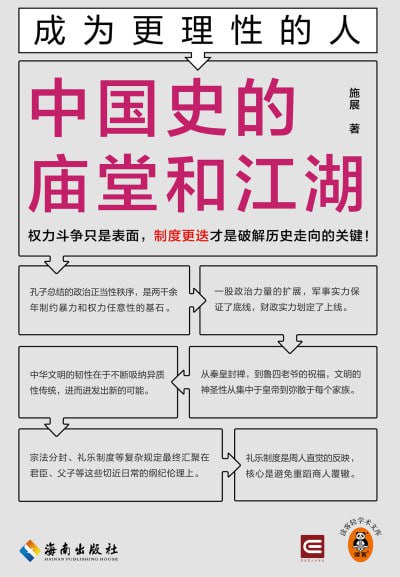 成为更理性的人
中国史的
庙堂和江湖
施展 著
权力斗争只是表面，制度更迭才是破解历史走向的关键！
孔子总结的政治正当性秩序，是两千余
年制约暴力和权力任意性的基石。
一股政治力量的扩展，军事实力保
证了底线，财政实力划定了上线。
从秦皇封禅，到鲁四老爷的祝福，文明的
神圣性从集中于皇帝到弥散于每个家族。
中华文明的韧性在于不断吸纳异质
性传统，进而迸发出新的可能。
宗法分封、礼乐制度等复杂规定最终汇聚在
君臣、父子等这些切近日常的纲纪伦理上。
礼乐制度是周人直觉的反映，
核心是避免重蹈商人覆辙。
海南出版社
HAINAN PUBLISHING HOUSE
读客轻学术文库
读客